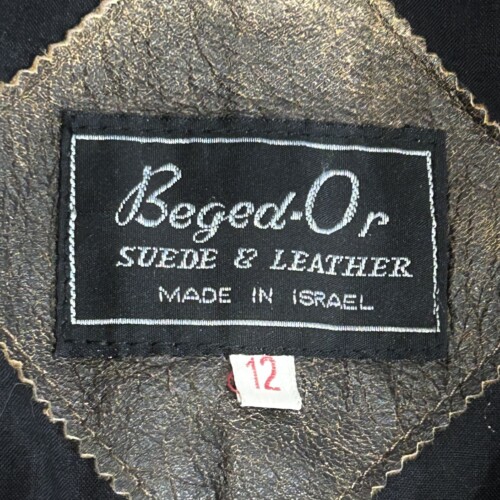 Beged-Or
SUEDE & LEATHER
MADE IN ISRAEL
12